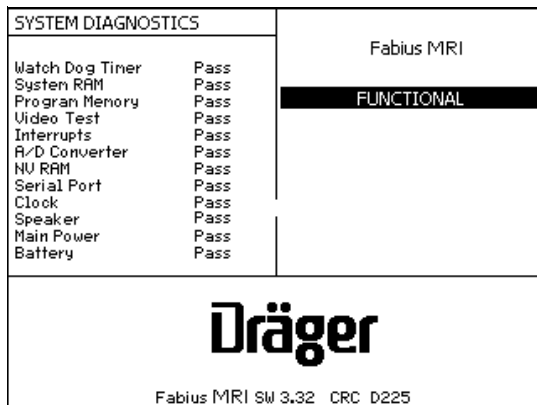 SYSTEM DIAGNOSTICS
Watch Dog Timer Pass
System RAM Pass
Program Memory Pass
Video Test Pass
Interrupts Pass
A/D Converter Pass
NV RAM Pass
Serial Port Pass
Clock Pass
Speaker Pass
Main Power Pass
Battery Pass
Fabius MRI
FUNCTIONAL
Dräger
Fabius MRI SW 3.32 CRC D225